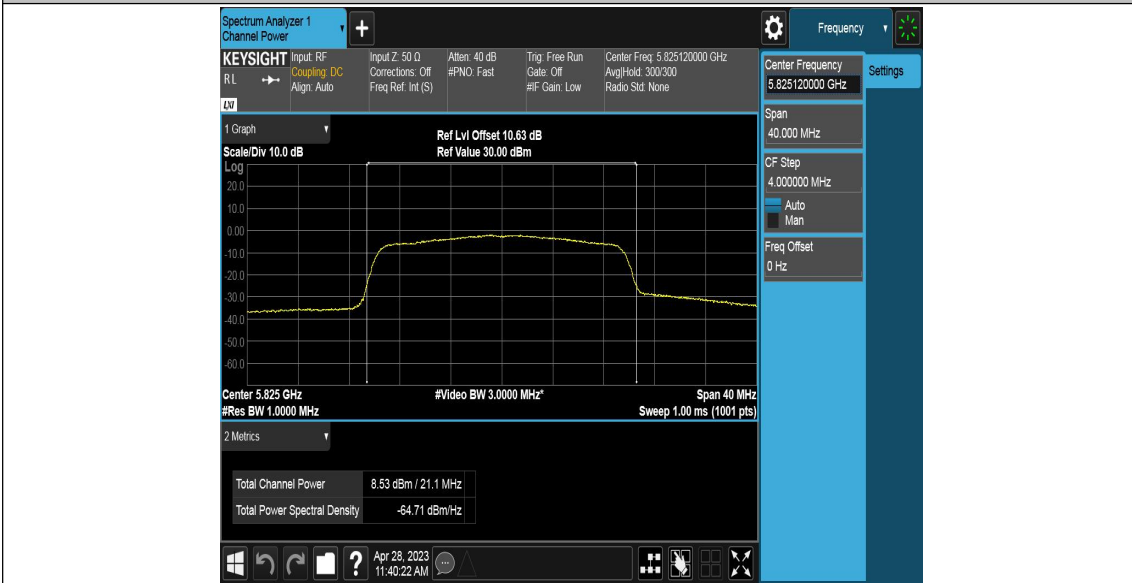 Spectrum Analyzer 1
Channel Power
+
Frequency
KEYSIGHT
R L
LXI
Input: RF
Coupling: DC
Align: Auto
Input Z: 50 Ω
Corrections: Off
Freq Ref: Int (S)
Atten: 40 dB
#PNO: Fast
Trig: Free Run
Gate: Off
#IF Gain: Low
Center Freq: 5.825120000 GHz
Avg|Hold: 300/300
Radio Std: None
Center Frequency
5.825120000 GHz
Settings
Span
40.000 MHz
CF Step
4.000000 MHz
Auto
Man
Freq Offset
0 Hz
1 Graph
Scale/Div 10.0 dB
Ref Lvl Offset 10.63 dB
Ref Value 30.00 dBm
Log
20.0
10.0
0.00
-10.0
-20.0
-30.0
-40.0
-50.0
-60.0
Center 5.825 GHz
#Video BW 3.0000 MHz*
Span 40 MHz
#Res BW 1.0000 MHz
Sweep 1.00 ms (1001 pts)
2 Metrics
Total Channel Power 8.53 dBm / 21.1 MHz
Total Power Spectral Density -64.71 dBm/Hz
?
Apr 28, 2023
11:40:22 AM